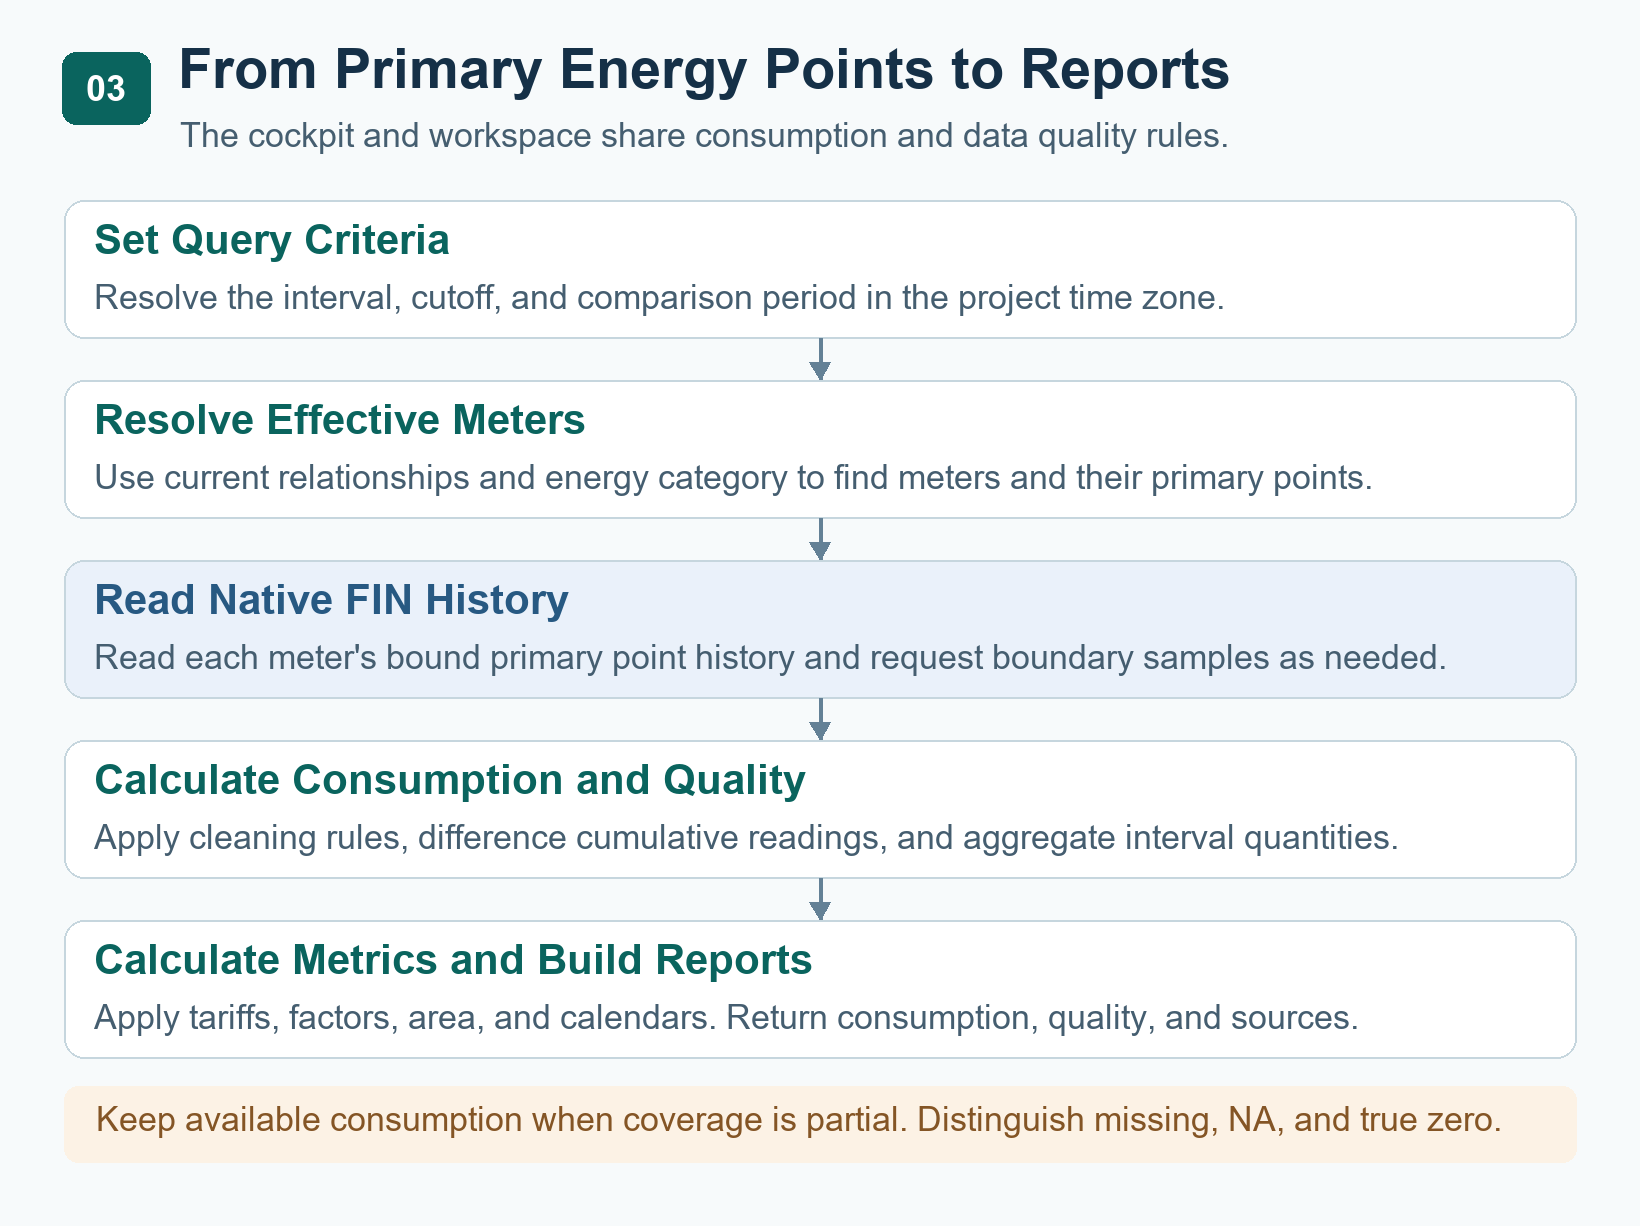 03
From Primary Energy Points to Reports
The cockpit and workspace share consumption and data quality rules.
Set Query Criteria
Resolve the interval, cutoff, and comparison period in the project time zone.
Resolve Effective Meters
Use current relationships and energy category to find meters and their primary points.
Read Native FIN History
Read each meter's bound primary point history and request boundary samples as needed.
Calculate Consumption and Quality
Apply cleaning rules, difference cumulative readings, and aggregate interval quantities.
Calculate Metrics and Build Reports
Apply tariffs, factors, area, and calendars. Return consumption, quality, and sources.
Keep available consumption when coverage is partial. Distinguish missing, NA, and true zero.